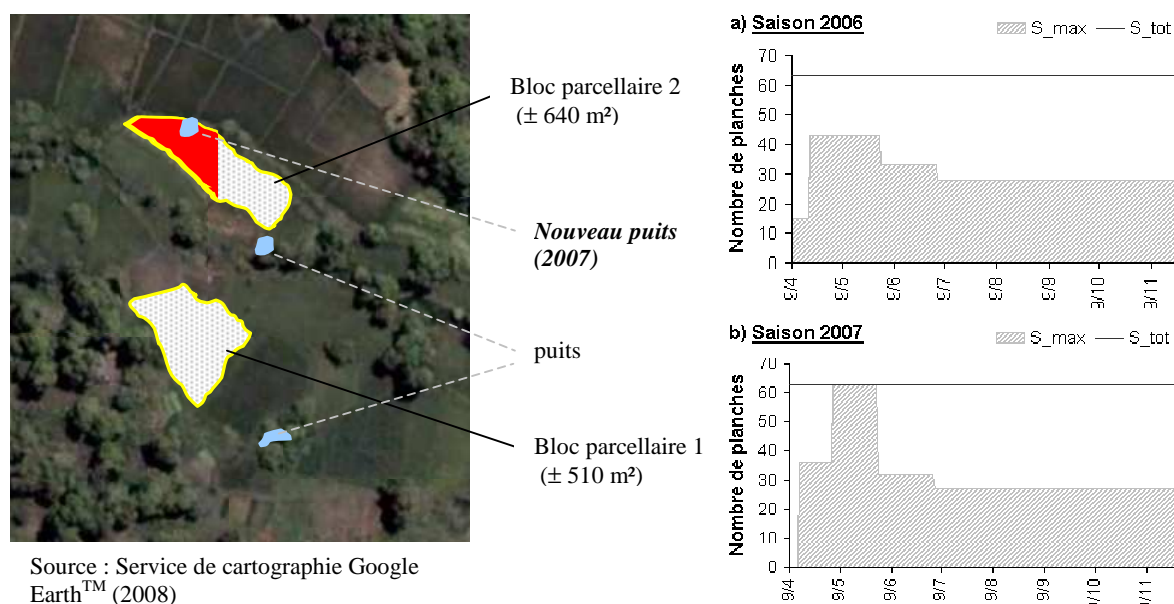 Bloc parcellaire 2
(± 640 m²)
Nouveau puits
(2007)
puits
Bloc parcellaire 1
(± 510 m²)
Source : Service de cartographie Google
Earth™ (2008)
a) Saison 2006
S_max S_tot
Nombre de planches
70
60
50
40
30
20
10
0
9/4
9/5
9/6
9/7
9/8
9/9
9/10
9/11
b) Saison 2007
S_max S_tot
Nombre de planches
70
60
50
40
30
20
10
0
9/4
9/5
9/6
9/7
9/8
9/9
9/10
9/11